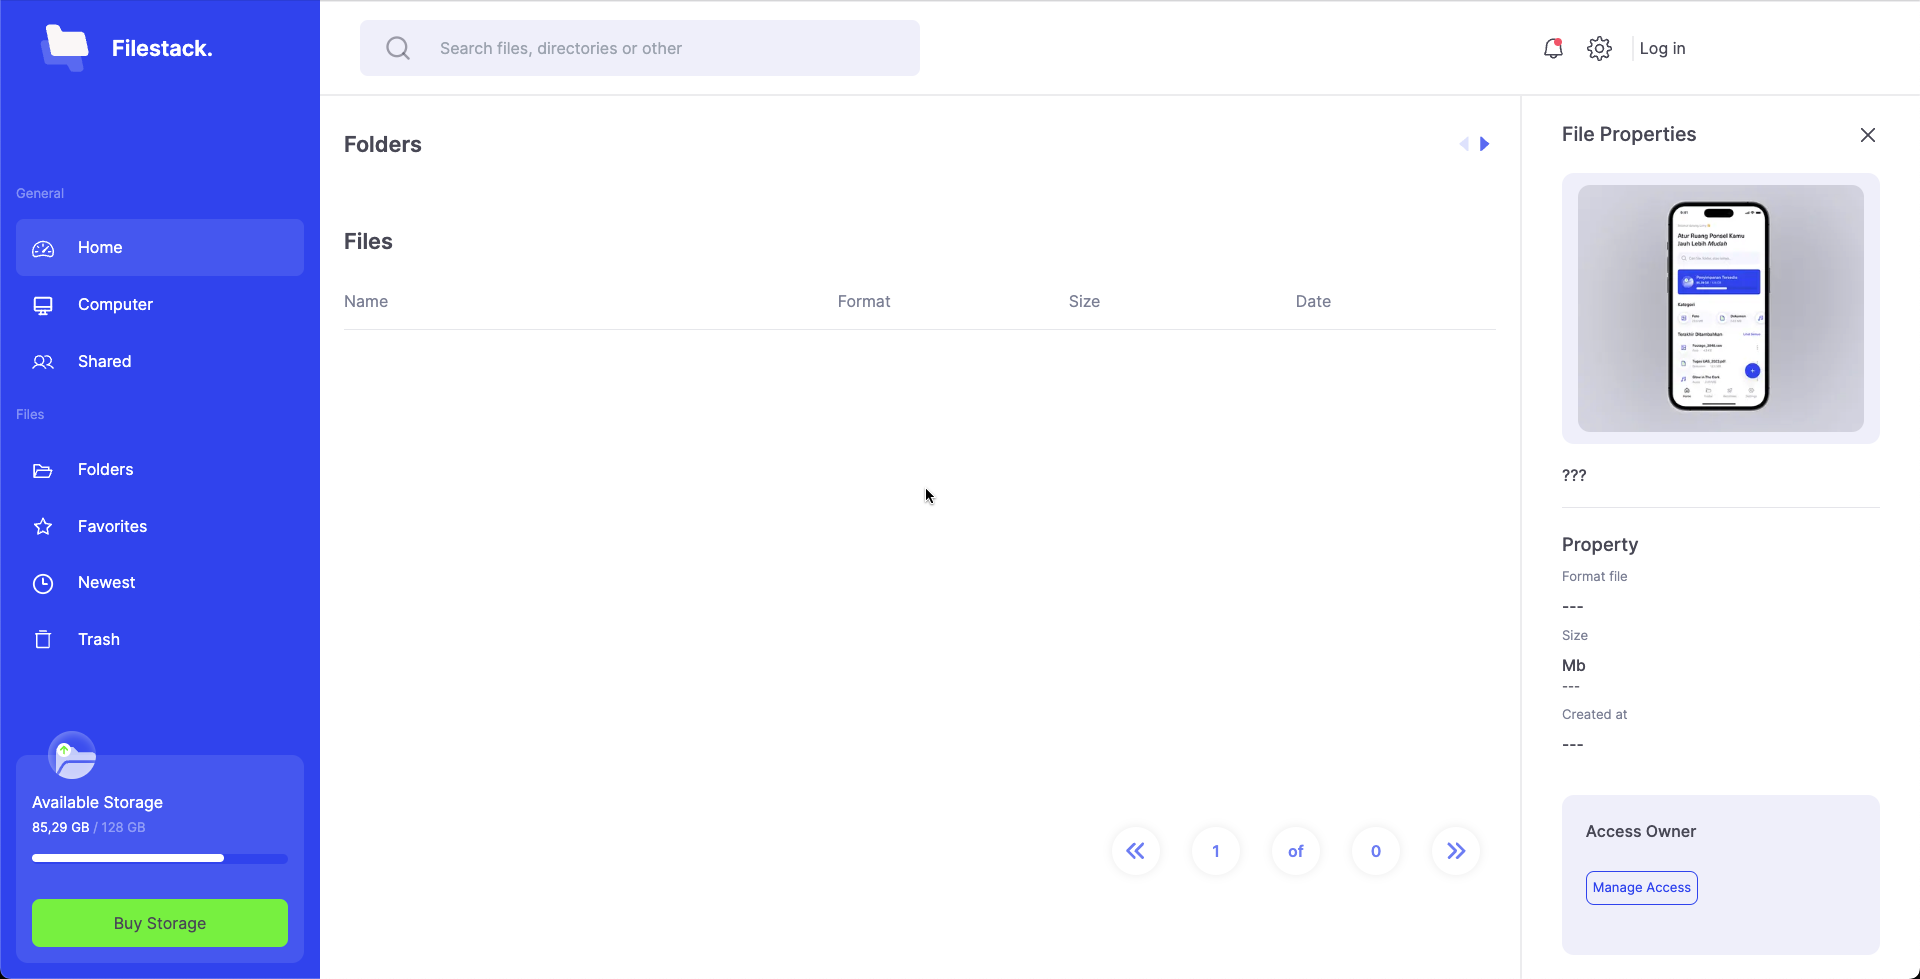 Filestack.
Search files, directories or other
Log in
General
Home
Computer
Shared
Files
Folders
Favorites
Newest
Trash
Available Storage
85,29 GB / 128 GB
Buy Storage
Folders
Files
Name Format Size Date
1 of 0
File Properties
Atur Ruang Ponsel Kamu
Jauh Lebih Mudah
???
Property
Format file
---
Size
Mb
---
Created at
---
Access Owner
Manage Access